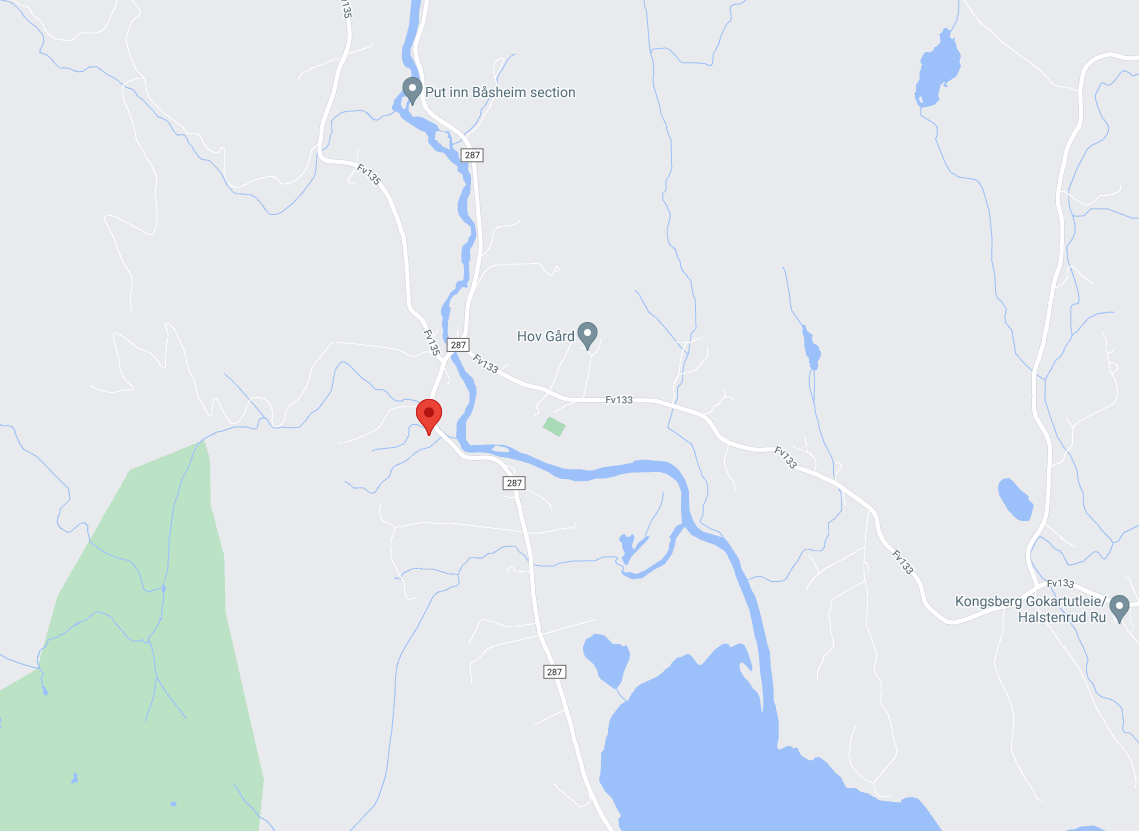 Fv135
Put inn Båsheim section
287
Fv135
Hov Gård
Fv135
287
Fv133
Fv133
Fv133
287
Fv133
Fv133
Kongsberg Gokartutleie/
Halstenrud Ru
287